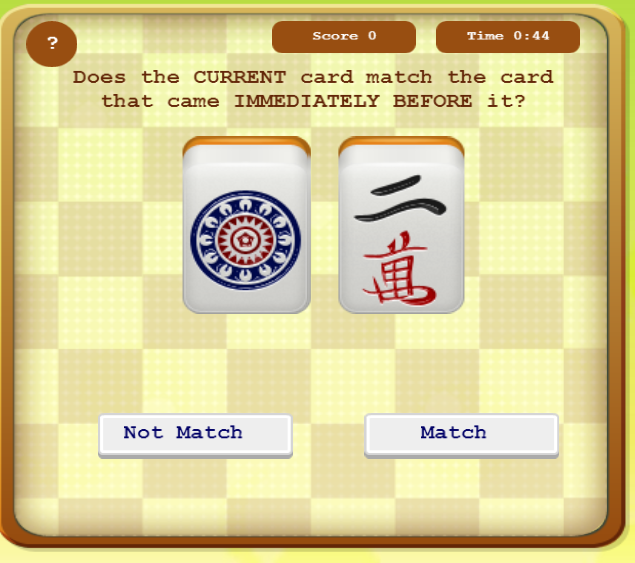 ?
Score 0
Time 0:44
Does the CURRENT card match the card
that came IMMEDIATELY BEFORE it?
二
萬
Not Match
Match